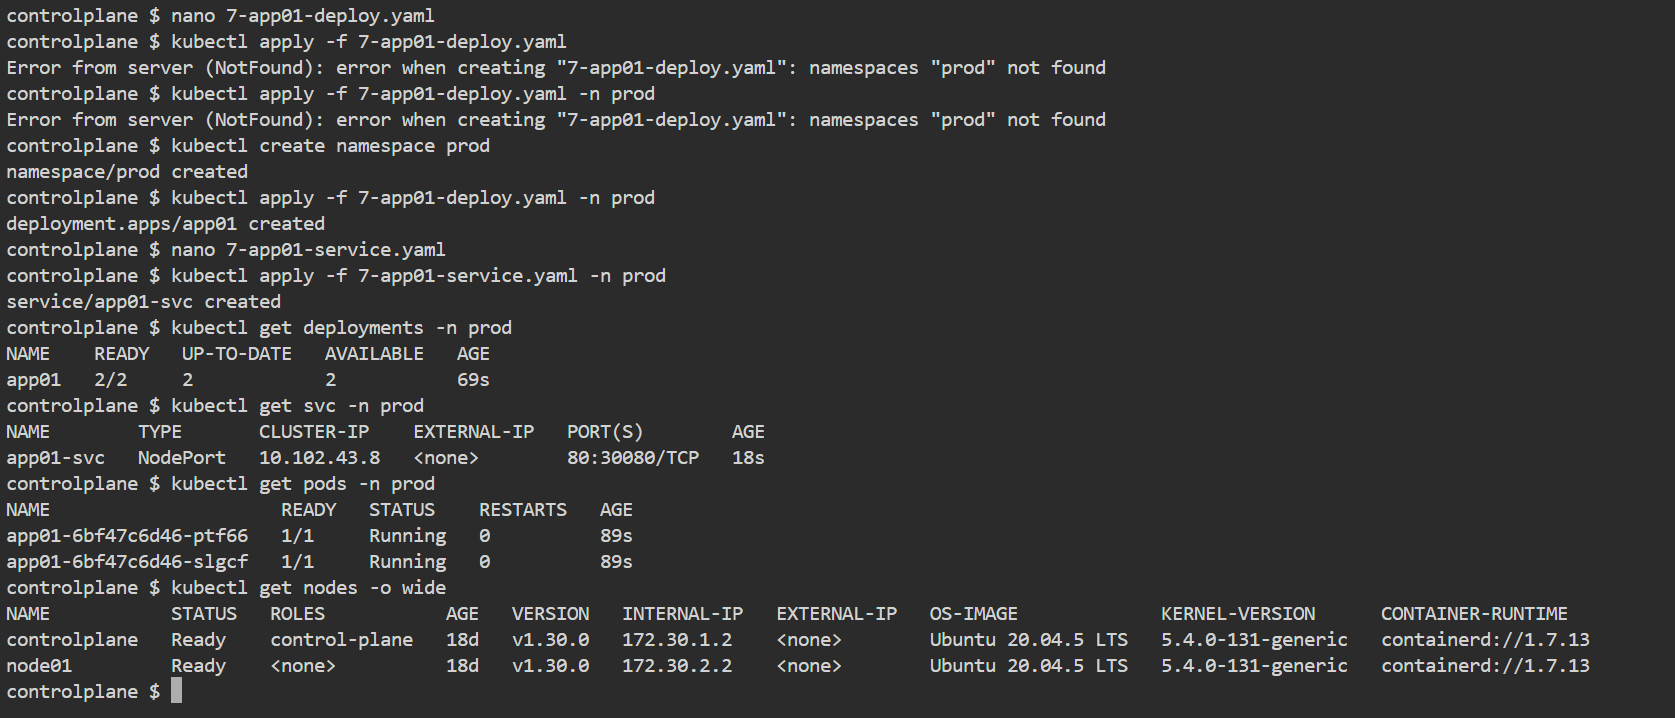 controlplane $ nano 7-app01-deploy.yaml
controlplane $ kubectl apply -f 7-app01-deploy.yaml
Error from server (NotFound): error when creating "7-app01-deploy.yaml": namespaces "prod" not found
controlplane $ kubectl apply -f 7-app01-deploy.yaml -n prod
Error from server (NotFound): error when creating "7-app01-deploy.yaml": namespaces "prod" not found
controlplane $ kubectl create namespace prod
namespace/prod created
controlplane $ kubectl apply -f 7-app01-deploy.yaml -n prod
deployment.apps/app01 created
controlplane $ nano 7-app01-service.yaml
controlplane $ kubectl apply -f 7-app01-service.yaml -n prod
service/app01-svc created
controlplane $ kubectl get deployments -n prod
NAME    READY   UP-TO-DATE   AVAILABLE   AGE
app01   2/2     2            2           69s
controlplane $ kubectl get svc -n prod
NAME        TYPE       CLUSTER-IP    EXTERNAL-IP   PORT(S)        AGE
app01-svc   NodePort   10.102.43.8   <none>        80:30080/TCP   18s
controlplane $ kubectl get pods -n prod
NAME                     READY   STATUS    RESTARTS   AGE
app01-6bf47c6d46-ptf66   1/1     Running   0          89s
app01-6bf47c6d46-slgcf   1/1     Running   0          89s
controlplane $ kubectl get nodes -o wide
NAME           STATUS   ROLES           AGE   VERSION   INTERNAL-IP   EXTERNAL-IP   OS-IMAGE             KERNEL-VERSION      CONTAINER-RUNTIME
controlplane   Ready    control-plane   18d   v1.30.0   172.30.1.2    <none>        Ubuntu 20.04.5 LTS   5.4.0-131-generic   containerd://1.7.13
node01         Ready    <none>          18d   v1.30.0   172.30.2.2    <none>        Ubuntu 20.04.5 LTS   5.4.0-131-generic   containerd://1.7.13
controlplane $